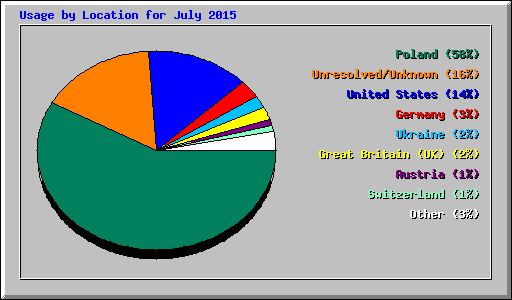 Usage by Location for July 2015
Poland (58%)
Unresolved/Unknown (16%)
United States (14%)
Germany (3%)
Ukraine (2%)
Great Britain (UK) (2%)
Austria (1%)
Switzerland (1%)
Other (3%)